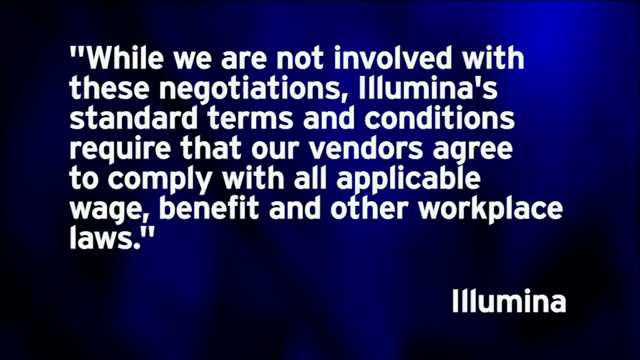 "While we are not involved with
these negotiations, Illumina's
standard terms and conditions
require that our vendors agree
to comply with all applicable
wage, benefit and other workplace
laws."
Illumina